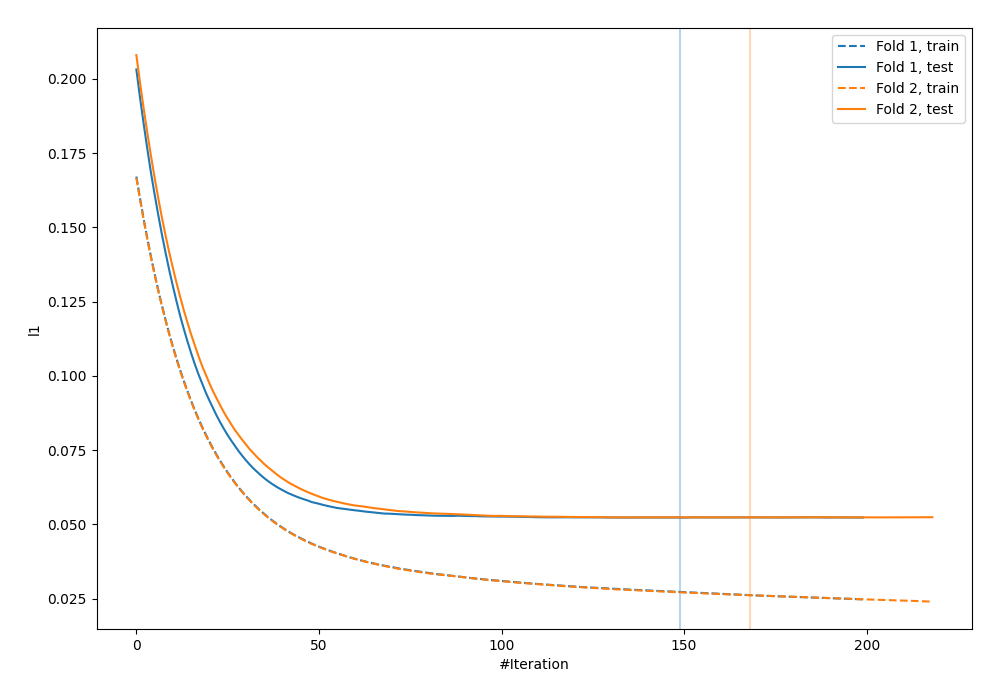 Fold 1, train
Fold 1, test
Fold 2, train
Fold 2, test
0.200
0.175
0.150
0.125
0.100
0.075
0.050
0.025
l1
0 50 100 150 200
#Iteration